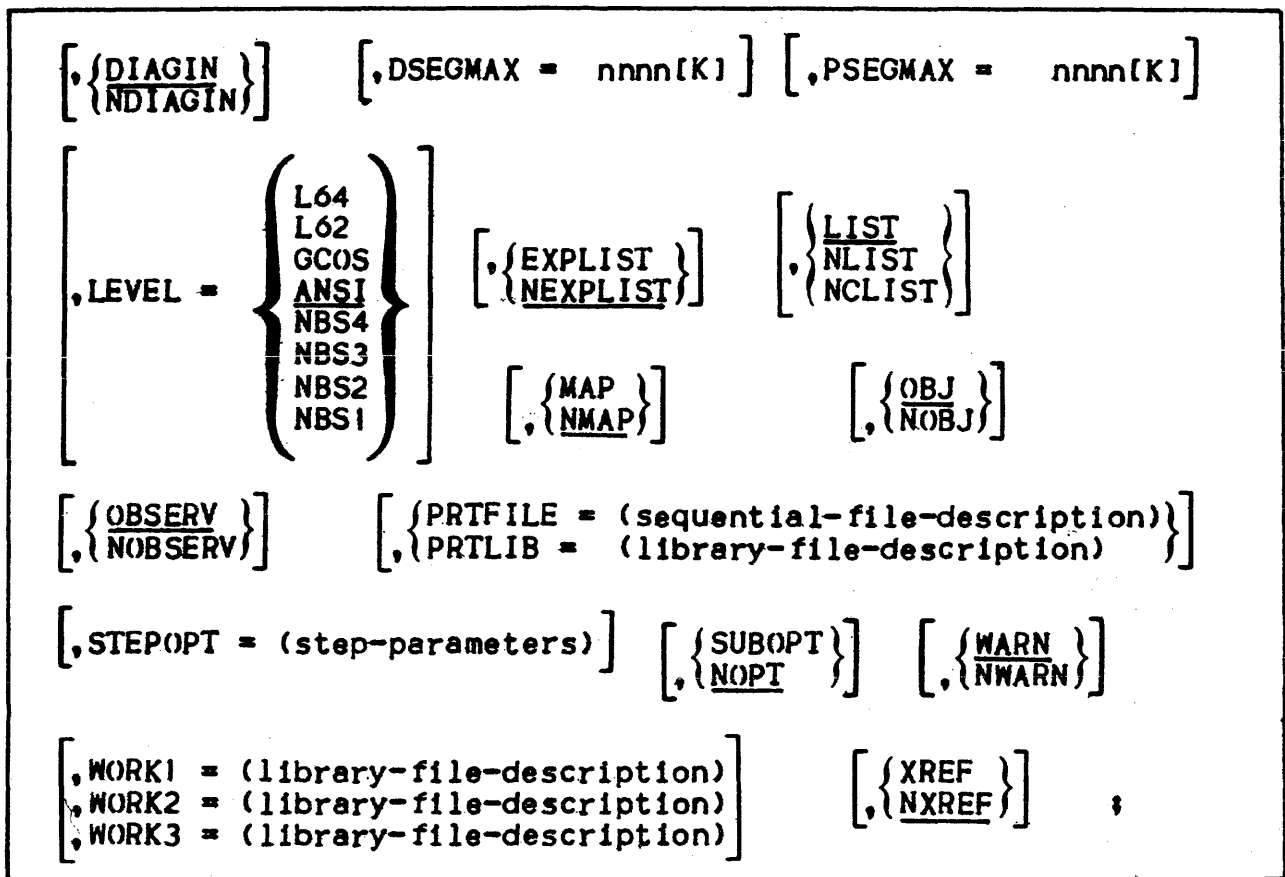 [,{DIAGIN [,DSEGMAX = nnnn[K] ] [,PSEGMAX = nnnn[K] ]
NDIAGIN}]
L64
L62
GCOS
,LEVEL = ANSI
NBS4
NBS3
NBS2
NBS1
[,{EXPLIST
NEXPLIST}]
[,{LIST
NLIST
NCLIST}]
[,{MAP
NMAP}]
[,{OBJ
NOBJ}]
[,{OBSERV
NOBSERV}]
[,{PRTFILE = (sequential-file-description)
PRTLIB = (library-file-description)}]
[,STEPOPT = (step-parameters)]
[,{SUBOPT
NOPT}]
[,{WARN
NWARN}]
[,WORK1 = (library-file-description)
,WORK2 = (library-file-description)
,WORK3 = (library-file-description)]
[,{XREF
NXREF}] ;